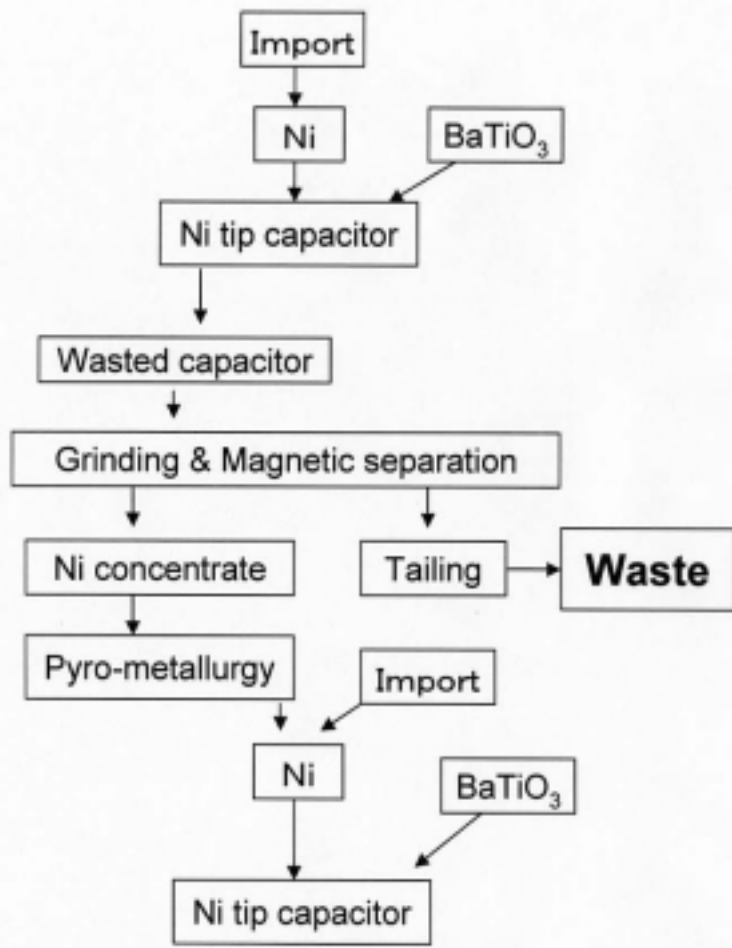 Import
Ni
BaTiO₃
Ni tip capacitor
Wasted capacitor
Grinding & Magnetic separation
Ni concentrate
Tailing
Waste
Pyro-metallurgy
Import
Ni
BaTiO₃
Ni tip capacitor